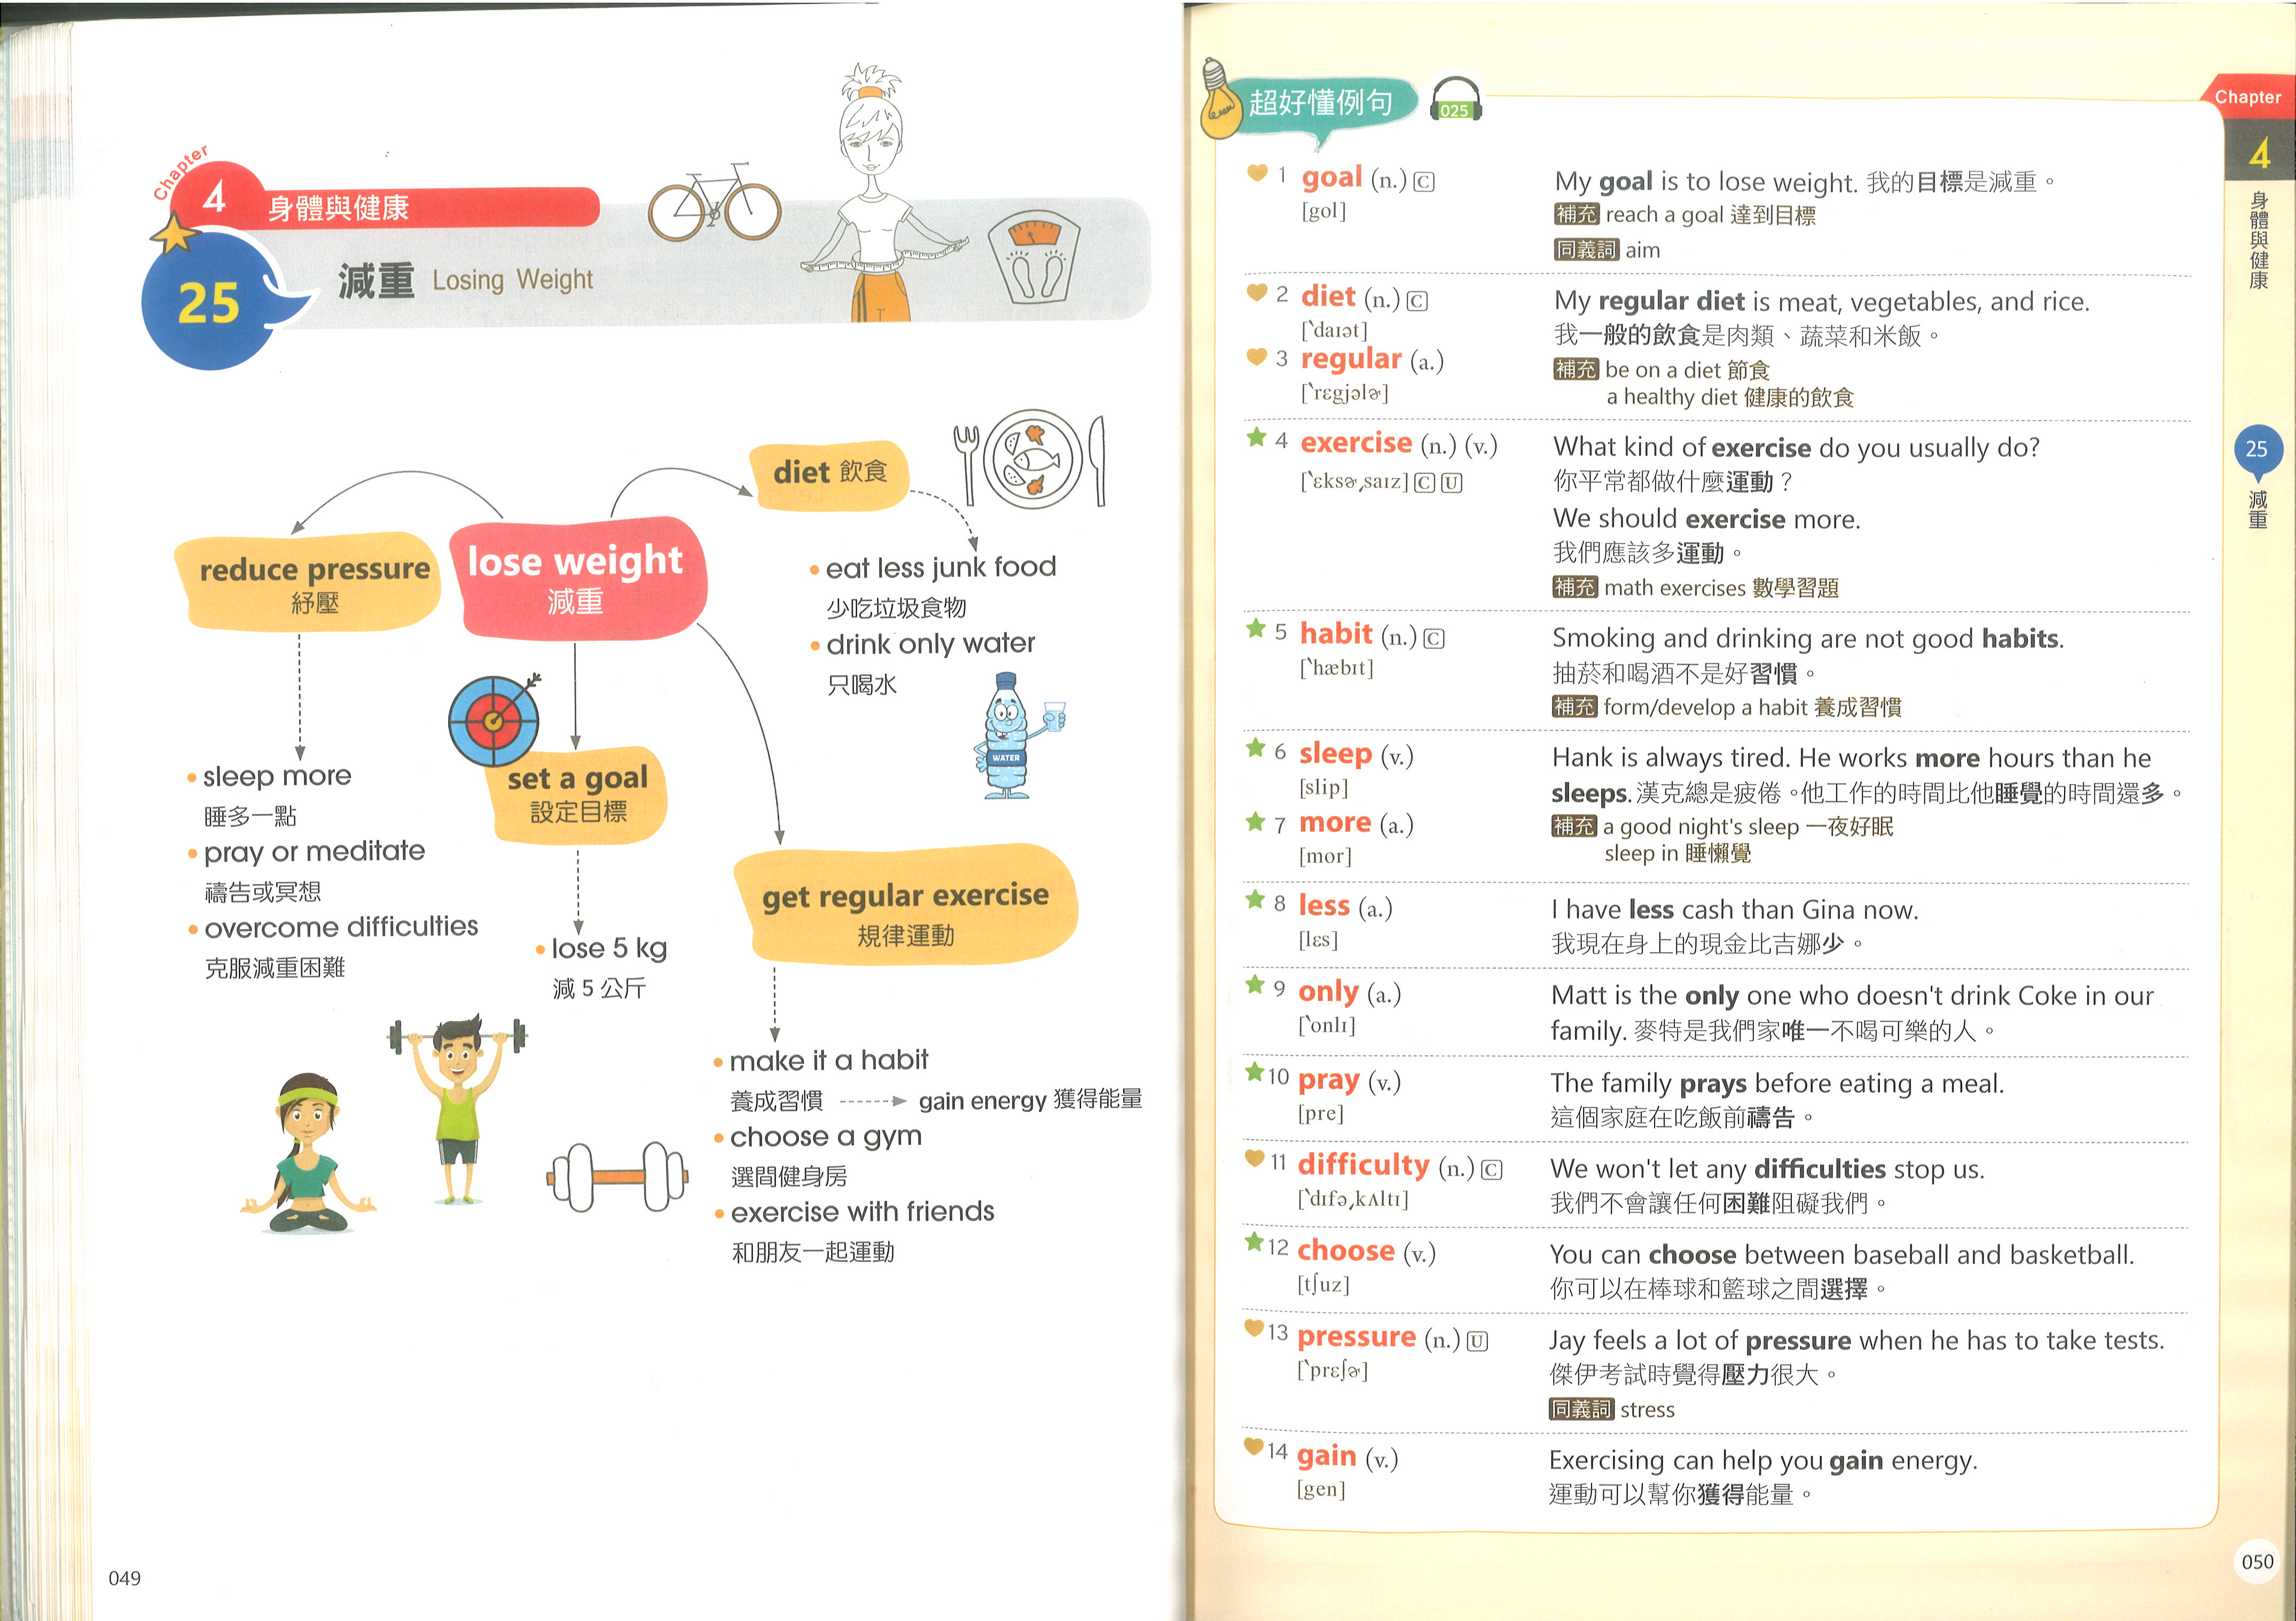 Chapter
4
身體與健康
25
減重 Losing Weight
lose weight
減重
reduce pressure
紓壓
sleep more
睡多一點
pray or meditate
禱告或冥想
overcome difficulties
克服減重困難
set a goal
設定目標
lose 5 kg
減 5 公斤
diet 飲食
eat less junk food
少吃垃圾食物
drink only water
只喝水
WATER
get regular exercise
規律運動
make it a habit
養成習慣 gain energy 獲得能量
choose a gym
選間健身房
exercise with friends
和朋友一起運動
049
超好懂例句 025
1 goal (n.) C
[gol]
My goal is to lose weight. 我的目標是減重。
補充 reach a goal 達到目標
同義詞 aim
2 diet (n.) C
[ˋdaɪət]
3 regular (a.)
[ˋrɛgjəlɚ]
My regular diet is meat, vegetables, and rice.
我一般的飲食是肉類、蔬菜和米飯。
補充 be on a diet 節食
a healthy diet 健康的飲食
4 exercise (n.) (v.)
[ˋɛksɚˏsaɪz] C U
What kind of exercise do you usually do?
你平常都做什麼運動？
We should exercise more.
我們應該多運動。
補充 math exercises 數學習題
5 habit (n.) C
[ˋhæbɪt]
Smoking and drinking are not good habits.
抽菸和喝酒不是好習慣。
補充 form/develop a habit 養成習慣
6 sleep (v.)
[slip]
7 more (a.)
[mor]
Hank is always tired. He works more hours than he
sleeps. 漢克總是疲倦。他工作的時間比他睡覺的時間還多。
補充 a good night's sleep 一夜好眠
sleep in 睡懶覺
8 less (a.)
[lɛs]
I have less cash than Gina now.
我現在身上的現金比吉娜少。
9 only (a.)
[ˋonlɪ]
Matt is the only one who doesn't drink Coke in our
family. 麥特是我們家唯一不喝可樂的人。
10 pray (v.)
[pre]
The family prays before eating a meal.
這個家庭在吃飯前禱告。
11 difficulty (n.) C
[ˋdɪfəˏkʌltɪ]
We won't let any difficulties stop us.
我們不會讓任何困難阻礙我們。
12 choose (v.)
[tʃuz]
You can choose between baseball and basketball.
你可以在棒球和籃球之間選擇。
13 pressure (n.) U
[ˋprɛʃɚ]
Jay feels a lot of pressure when he has to take tests.
傑伊考試時覺得壓力很大。
同義詞 stress
14 gain (v.)
[gen]
Exercising can help you gain energy.
運動可以幫你獲得能量。
Chapter
4
身體與健康
25
減重
050